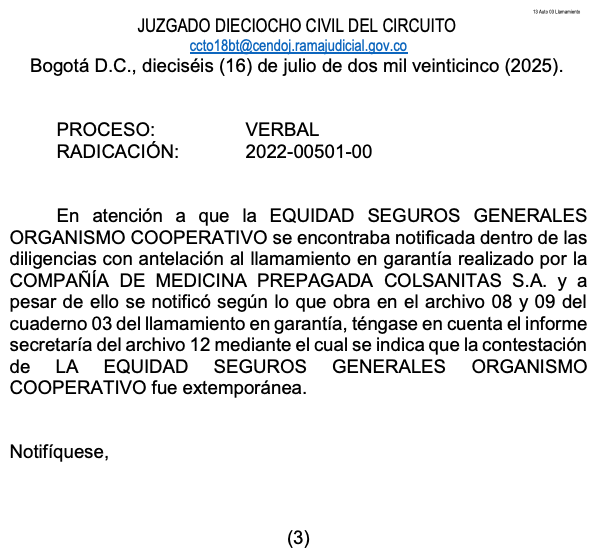 13 Auto 03 Llamamiento
JUZGADO DIECIOCHO CIVIL DEL CIRCUITO
ccto18bt@cendoj.ramajudicial.gov.co
Bogotá D.C., dieciséis (16) de julio de dos mil veinticinco (2025).
PROCESO: VERBAL
RADICACIÓN: 2022-00501-00
En atención a que la EQUIDAD SEGUROS GENERALES
ORGANISMO COOPERATIVO se encontraba notificada dentro de las
diligencias con antelación al llamamiento en garantía realizado por la
COMPAÑÍA DE MEDICINA PREPAGADA COLSANITAS S.A. y a
pesar de ello se notificó según lo que obra en el archivo 08 y 09 del
cuaderno 03 del llamamiento en garantía, téngase en cuenta el informe
secretaría del archivo 12 mediante el cual se indica que la contestación
de LA EQUIDAD SEGUROS GENERALES ORGANISMO
COOPERATIVO fue extemporánea.
Notifíquese,
(3)